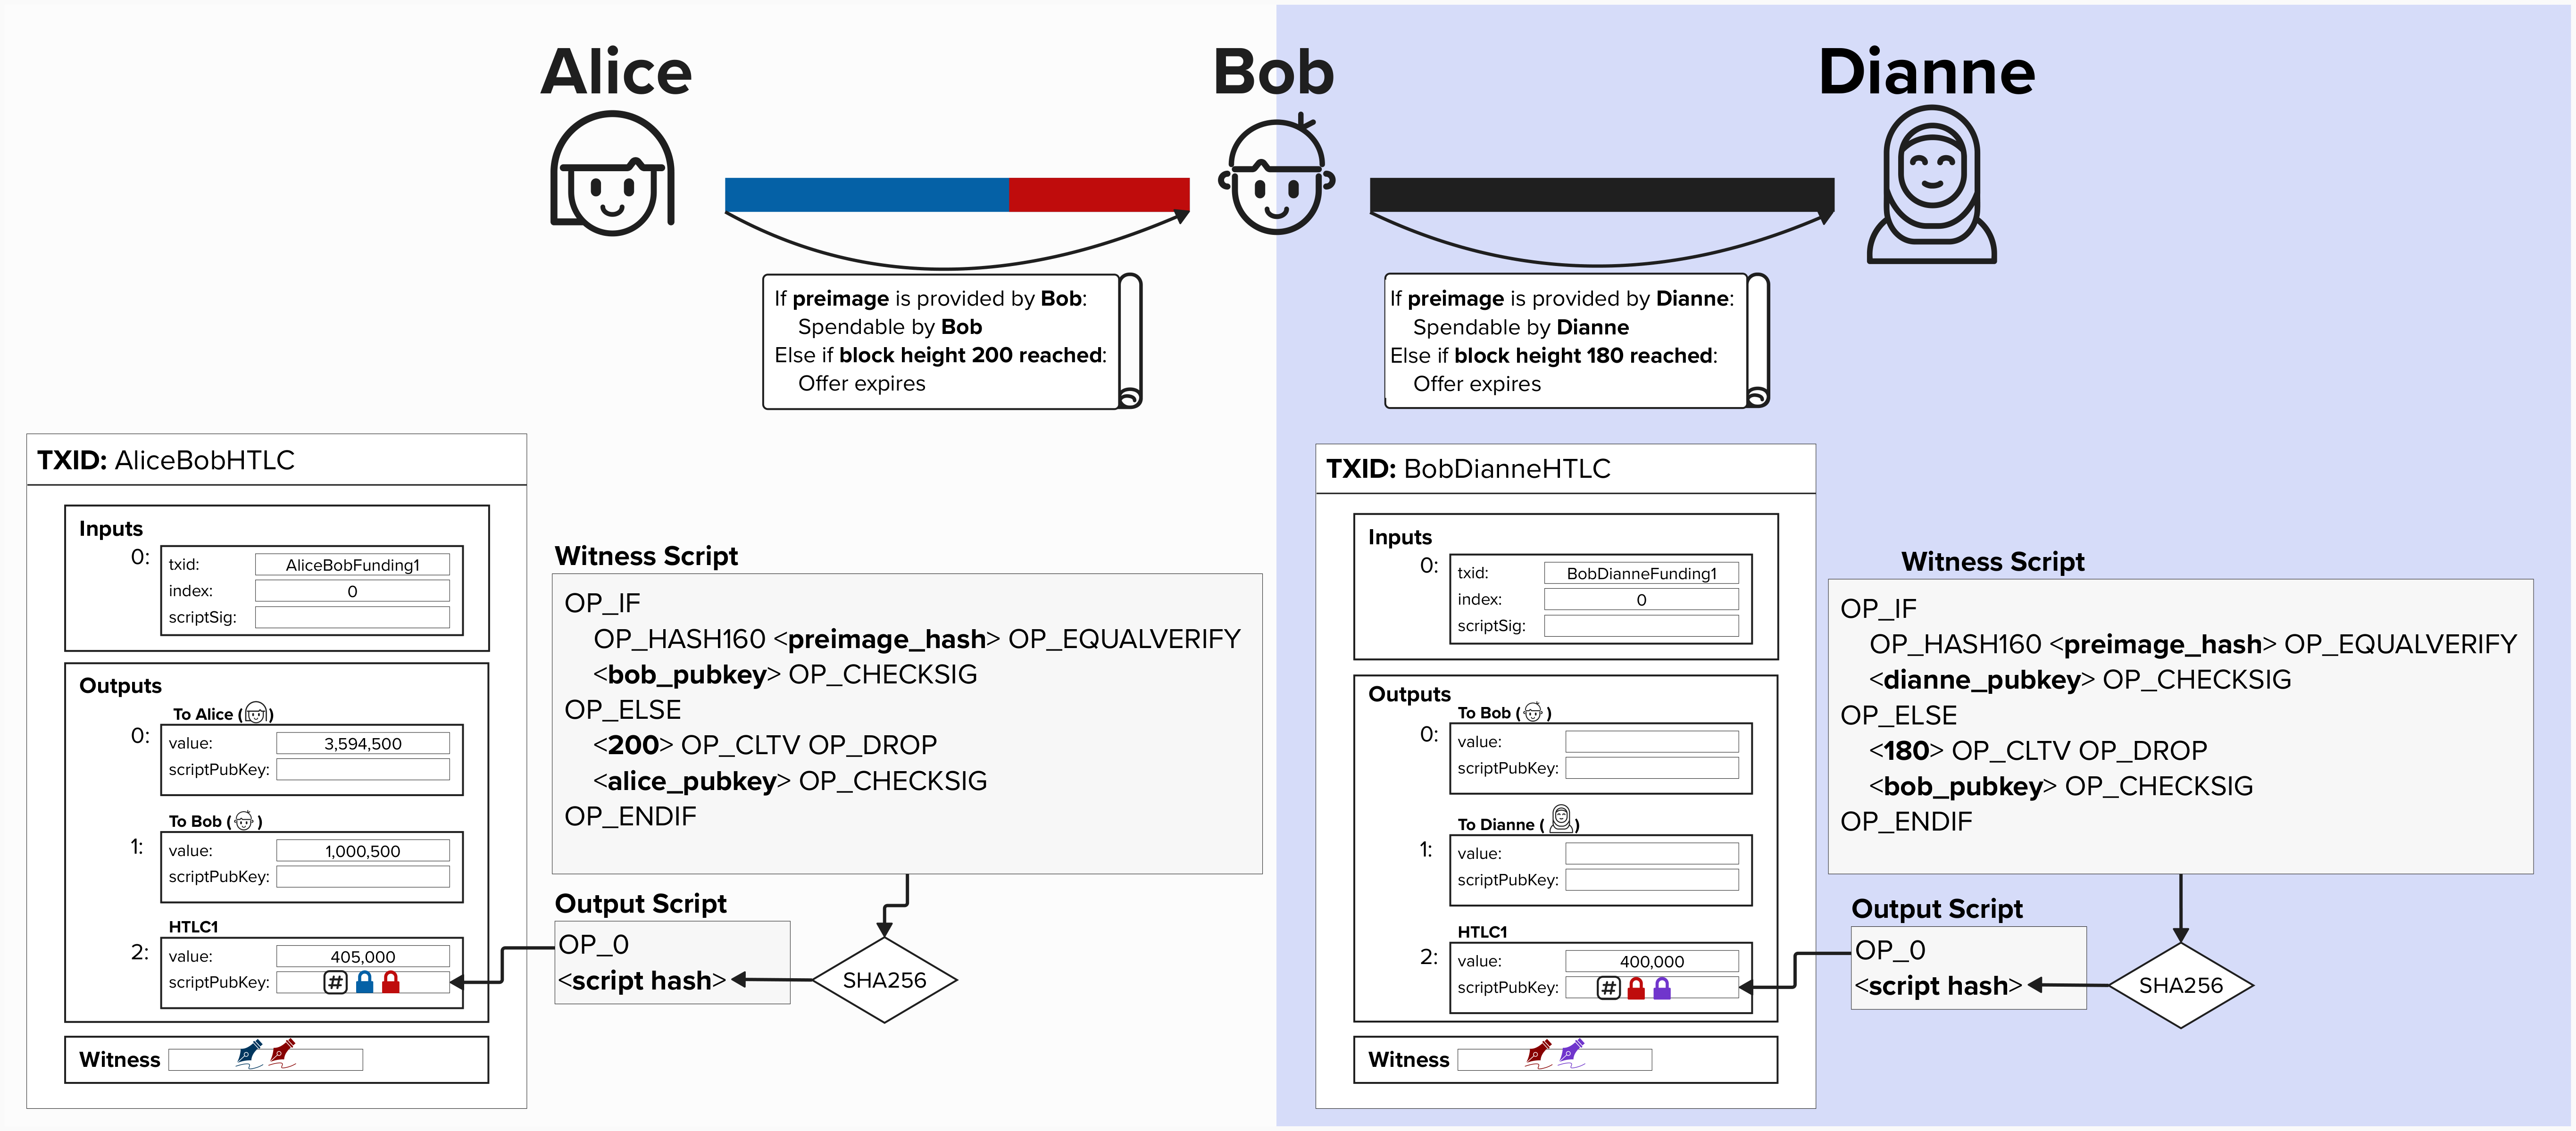 Alice
Bob
Dianne
If preimage is provided by Bob:
Spendable by Bob
Else if block height 200 reached:
Offer expires
If preimage is provided by Dianne:
Spendable by Dianne
Else if block height 180 reached:
Offer expires
TXID: AliceBobHTLC
Inputs
0:
txid: AliceBobFunding1
index: 0
scriptSig:
Outputs
To Alice ( )
0:
value: 3,594,500
scriptPubKey:
To Bob ( )
1:
value: 1,000,500
scriptPubKey:
HTLC1
2:
value: 405,000
scriptPubKey: #
Witness
Witness Script
OP_IF
OP_HASH160 <preimage_hash> OP_EQUALVERIFY
<bob_pubkey> OP_CHECKSIG
OP_ELSE
<200> OP_CLTV OP_DROP
<alice_pubkey> OP_CHECKSIG
OP_ENDIF
Output Script
OP_0
<script hash>
SHA256
TXID: BobDianneHTLC
Inputs
0:
txid: BobDianneFunding1
index: 0
scriptSig:
Outputs
To Bob ( )
0:
value:
scriptPubKey:
To Dianne ( )
1:
value:
scriptPubKey:
HTLC1
2:
value: 400,000
scriptPubKey: #
Witness
Witness Script
OP_IF
OP_HASH160 <preimage_hash> OP_EQUALVERIFY
<dianne_pubkey> OP_CHECKSIG
OP_ELSE
<180> OP_CLTV OP_DROP
<bob_pubkey> OP_CHECKSIG
OP_ENDIF
Output Script
OP_0
<script hash>
SHA256